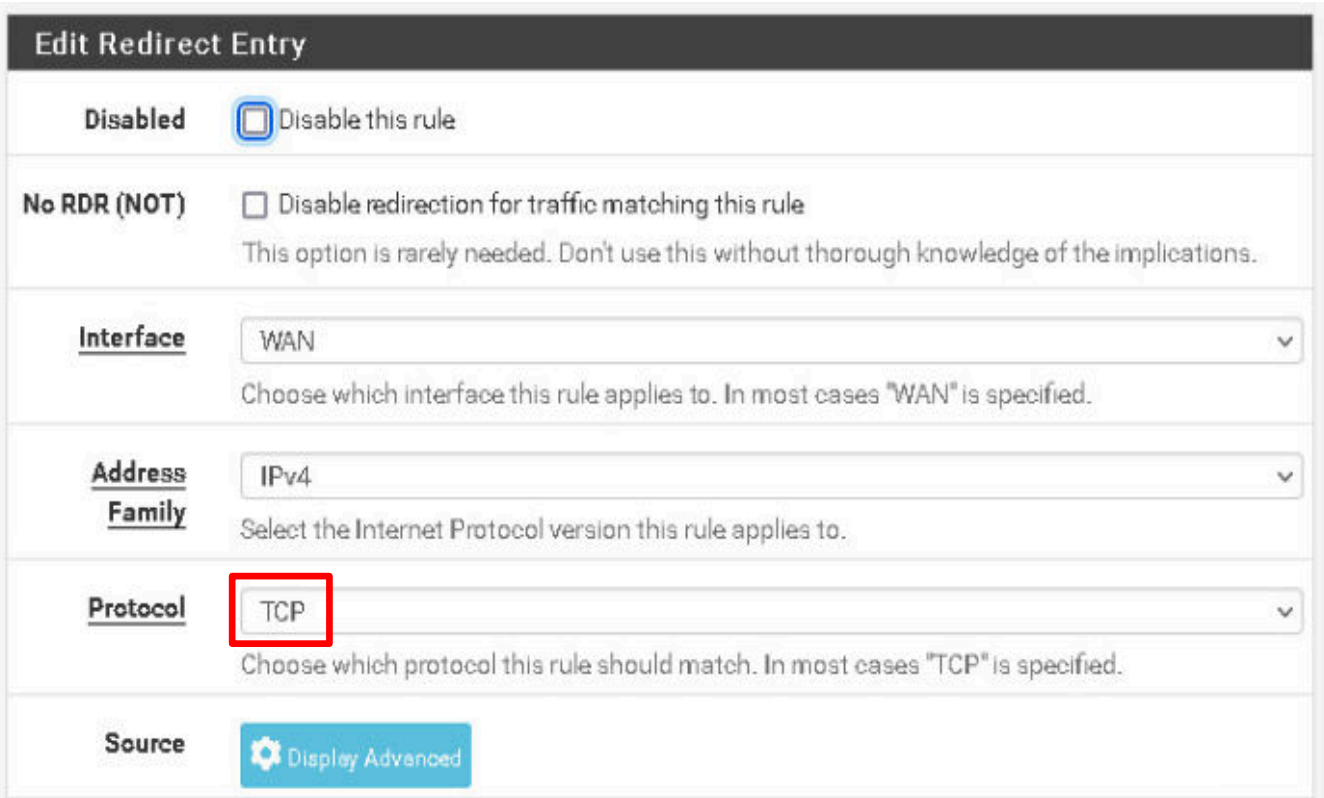 Edit Redirect Entry
Disabled
Disable this rule
No RDR (NOT)
Disable redirection for traffic matching this rule
This option is rarely needed. Don't use this without thorough knowledge of the implications.
Interface
WAN
Choose which interface this rule applies to. In most cases "WAN" is specified.
Address
Family
IPv4
Select the Internet Protocol version this rule applies to.
Protocol
TCP
Choose which protocol this rule should match. In most cases "TCP" is specified.
Source
Display Advanced